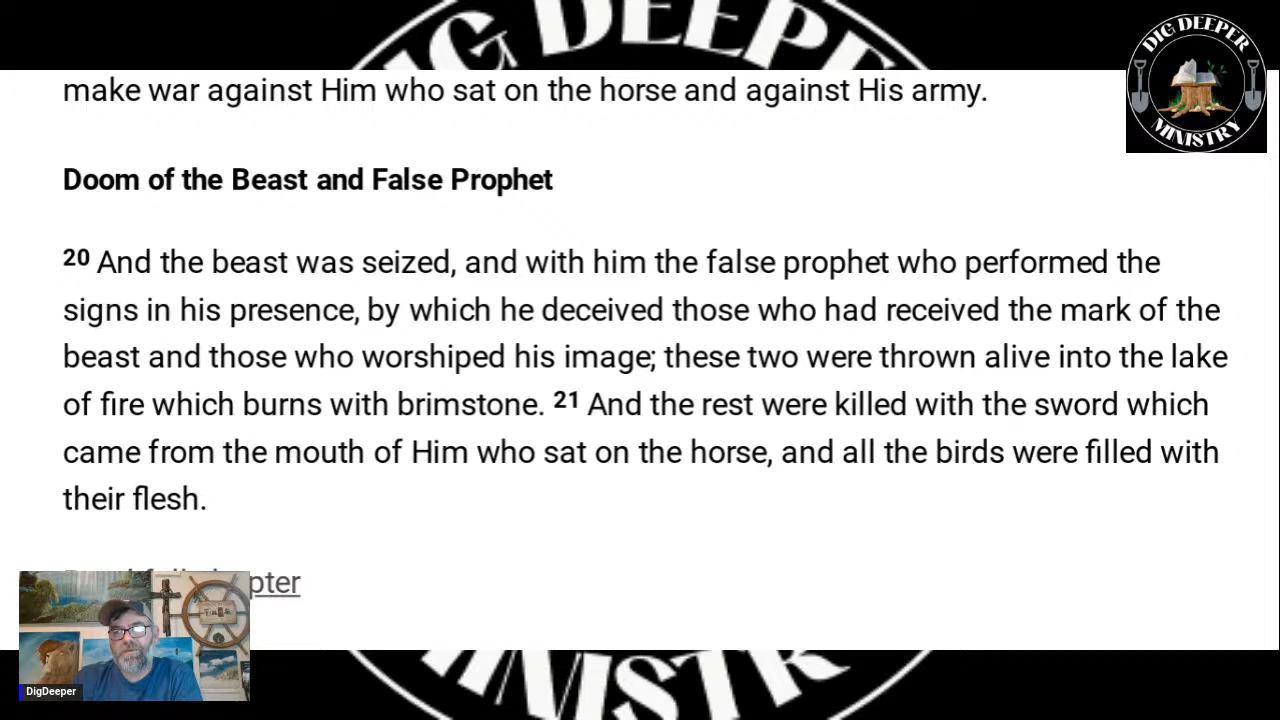 DIG DEEPER
DIG DEEPER
MINISTRY
make war against Him who sat on the horse and against His army.
Doom of the Beast and False Prophet
20 And the beast was seized, and with him the false prophet who performed the
signs in his presence, by which he deceived those who had received the mark of the
beast and those who worshiped his image; these two were thrown alive into the lake
of fire which burns with brimstone. 21 And the rest were killed with the sword which
came from the mouth of Him who sat on the horse, and all the birds were filled with
their flesh.
pter
DigDeeper
MINISTR